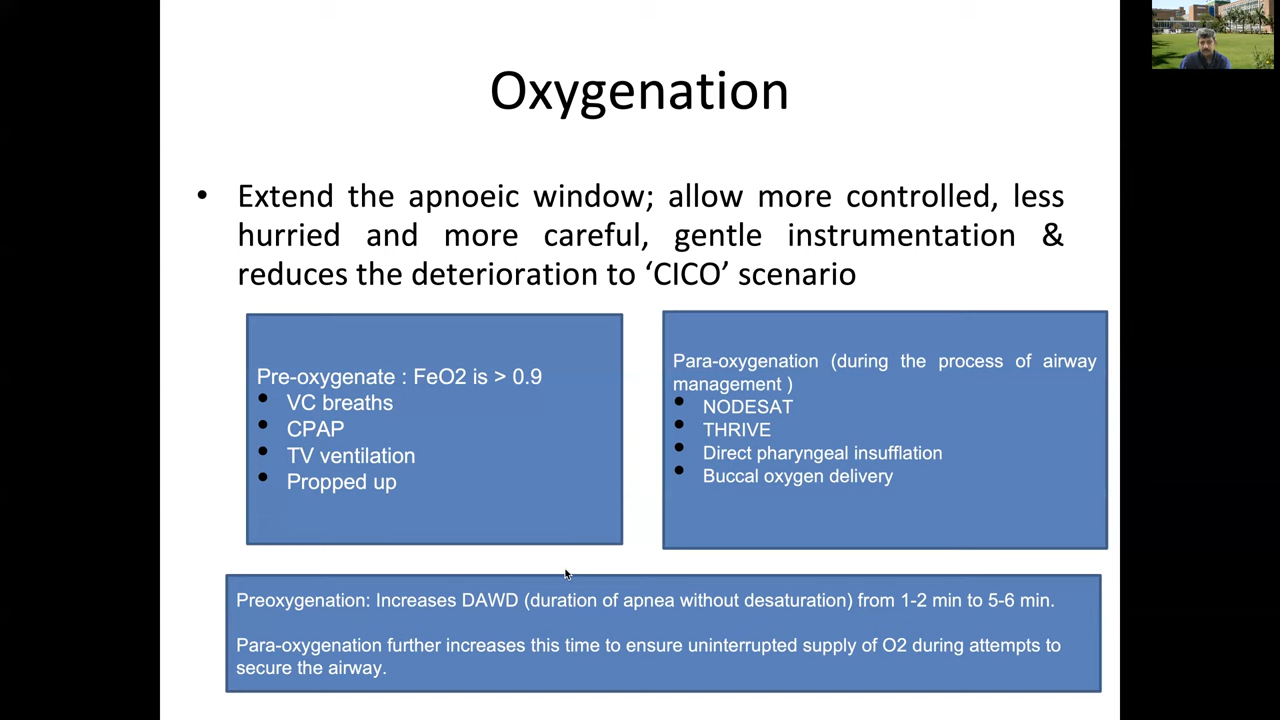 Oxygenation
• Extend the apnoeic window; allow more controlled, less
hurried and more careful, gentle instrumentation &
reduces the deterioration to ‘CICO’ scenario
Pre-oxygenate : FeO2 is > 0.9
• VC breaths
• CPAP
• TV ventilation
• Propped up
Para-oxygenation (during the process of airway
management )
• NODESAT
• THRIVE
• Direct pharyngeal insufflation
• Buccal oxygen delivery
Preoxygenation: Increases DAWD (duration of apnea without desaturation) from 1-2 min to 5-6 min.
Para-oxygenation further increases this time to ensure uninterrupted supply of O2 during attempts to
secure the airway.